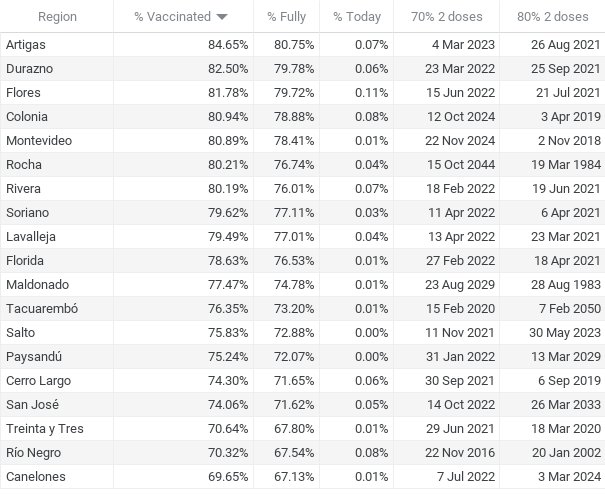 Region % Vaccinated % Fully % Today 70% 2 doses 80% 2 doses
Artigas 84.65% 80.75% 0.07% 4 Mar 2023 26 Aug 2021
Durazno 82.50% 79.78% 0.06% 23 Mar 2022 25 Sep 2021
Flores 81.78% 79.72% 0.11% 15 Jun 2022 21 Jul 2021
Colonia 80.94% 78.88% 0.08% 12 Oct 2024 3 Apr 2019
Montevideo 80.89% 78.41% 0.01% 22 Nov 2024 2 Nov 2018
Rocha 80.21% 76.74% 0.04% 15 Oct 2044 19 Mar 1984
Rivera 80.19% 76.01% 0.07% 18 Feb 2022 19 Jun 2021
Soriano 79.62% 77.11% 0.03% 11 Apr 2022 6 Apr 2021
Lavalleja 79.49% 77.01% 0.04% 13 Apr 2022 23 Mar 2021
Florida 78.63% 76.53% 0.01% 27 Feb 2022 18 Apr 2021
Maldonado 77.47% 74.78% 0.01% 23 Aug 2029 28 Aug 1983
Tacuarembó 76.35% 73.20% 0.01% 15 Feb 2020 7 Feb 2050
Salto 75.83% 72.88% 0.00% 11 Nov 2021 30 May 2023
Paysandú 75.24% 72.07% 0.00% 31 Jan 2022 13 Mar 2029
Cerro Largo 74.30% 71.65% 0.06% 30 Sep 2021 6 Sep 2019
San José 74.06% 71.62% 0.05% 14 Oct 2022 26 Mar 2033
Treinta y Tres 70.64% 67.80% 0.01% 29 Jun 2021 18 Mar 2020
Río Negro 70.32% 67.54% 0.08% 22 Nov 2016 20 Jan 2002
Canelones 69.65% 67.13% 0.01% 7 Jul 2022 3 Mar 2024